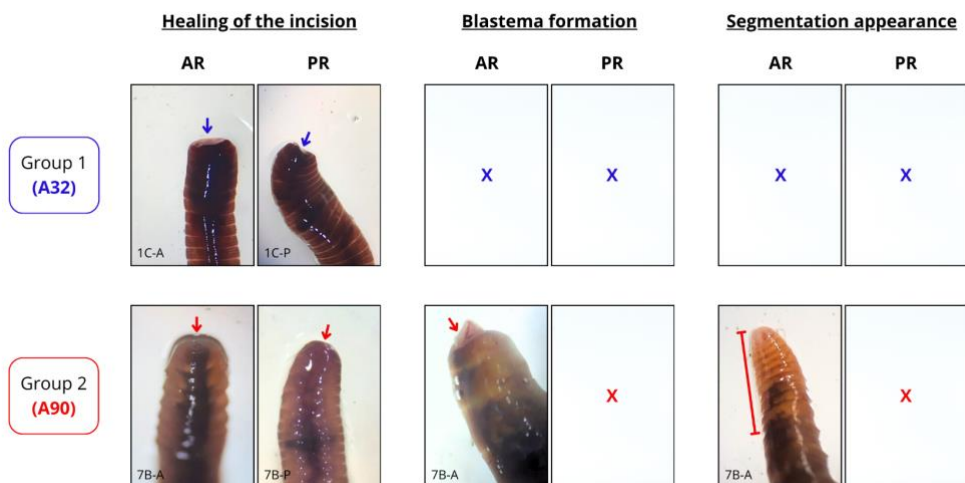 Healing of the incision
Blastema formation
Segmentation appearance
AR
PR
AR
PR
AR
PR
Group 1
(A32)
1C-A
1C-P
X
X
X
X
Group 2
(A90)
7B-A
7B-P
7B-A
X
7B-A
X